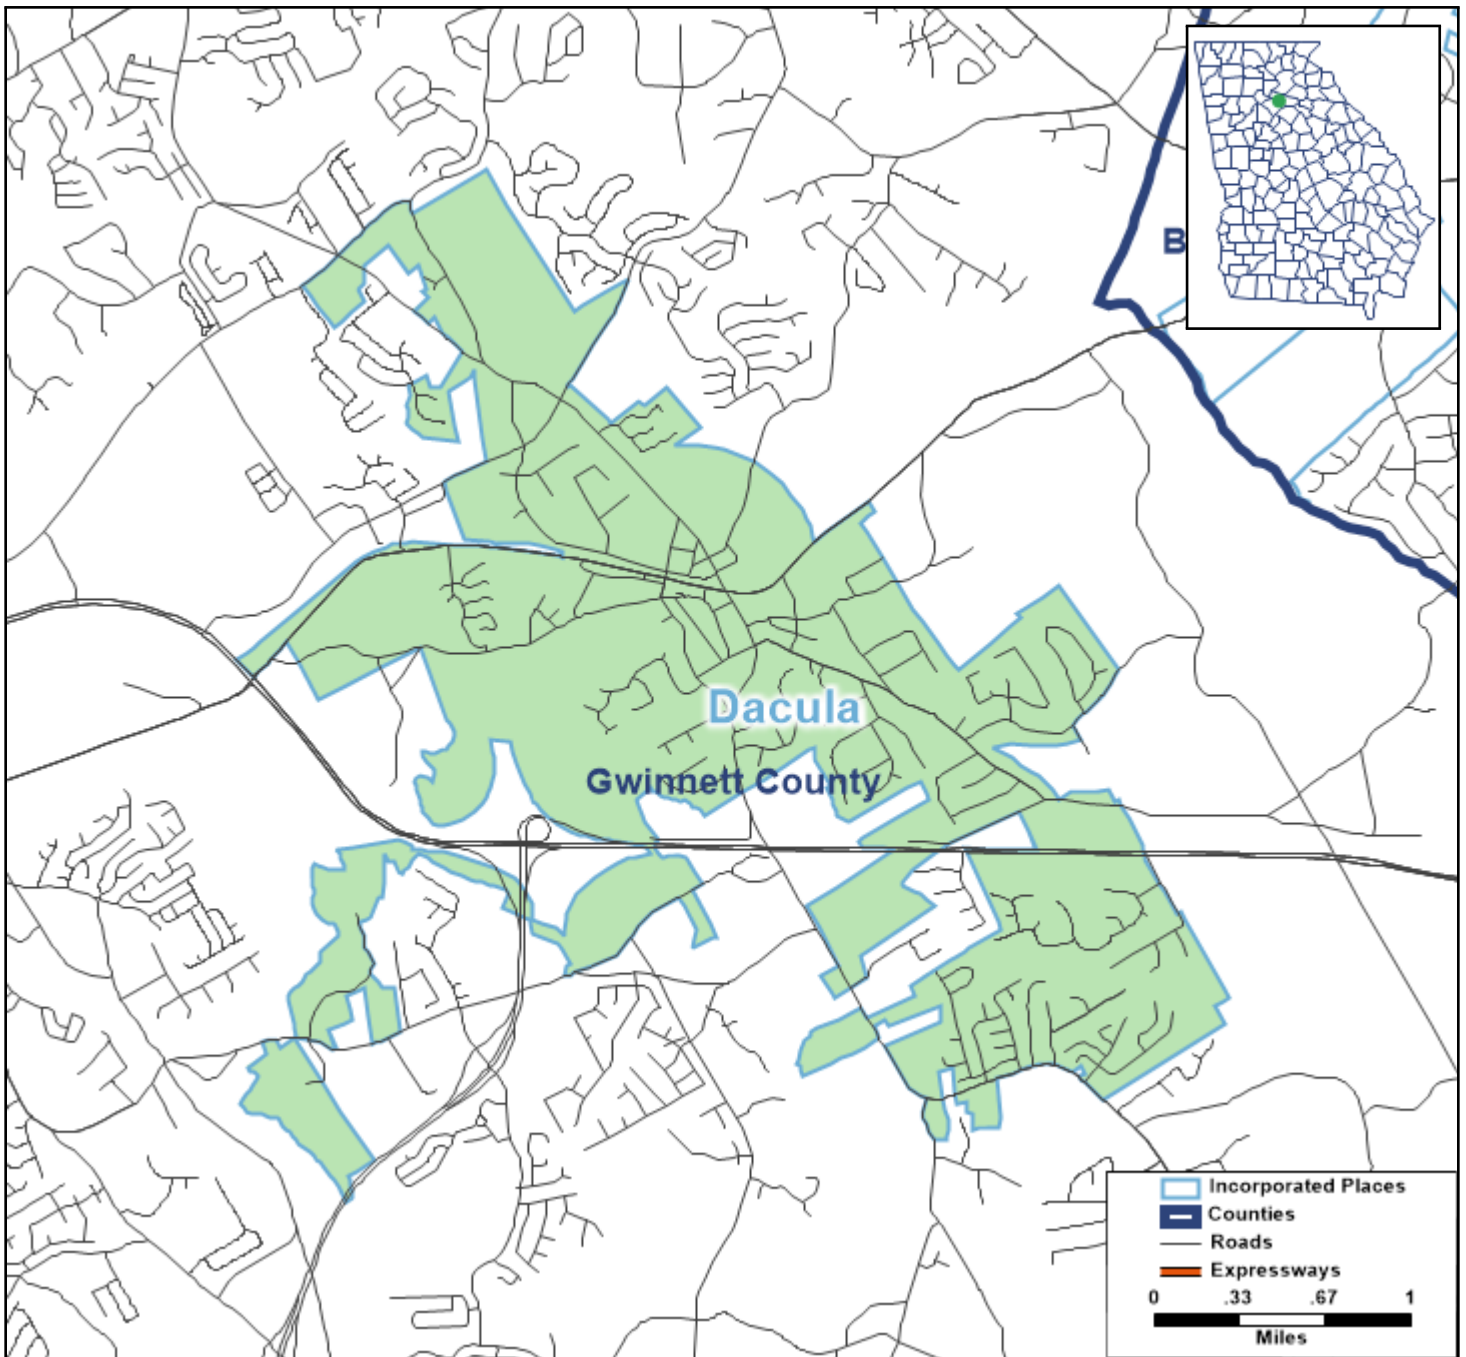 B
Dacula
Gwinnett County
Incorporated Places
Counties
Roads
Expressways
0 .33 .67 1
Miles